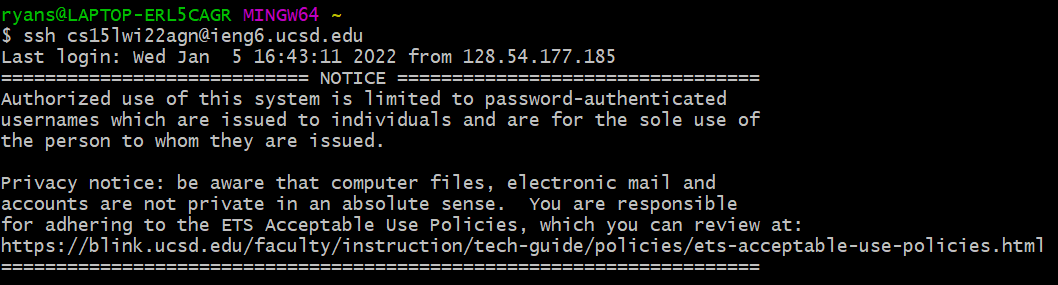 ryans@LAPTOP-ERL5CAGR MINGW64 ~
$ ssh cs15lwi22agn@ieng6.ucsd.edu
Last login: Wed Jan  5 16:43:11 2022 from 128.54.177.185
============================ NOTICE =================================
Authorized use of this system is limited to password-authenticated
usernames which are issued to individuals and are for the sole use of
the person to whom they are issued.

Privacy notice: be aware that computer files, electronic mail and
accounts are not private in an absolute sense.  You are responsible
for adhering to the ETS Acceptable Use Policies, which you can review at:
https://blink.ucsd.edu/faculty/instruction/tech-guide/policies/ets-acceptable-use-policies.html
=====================================================================